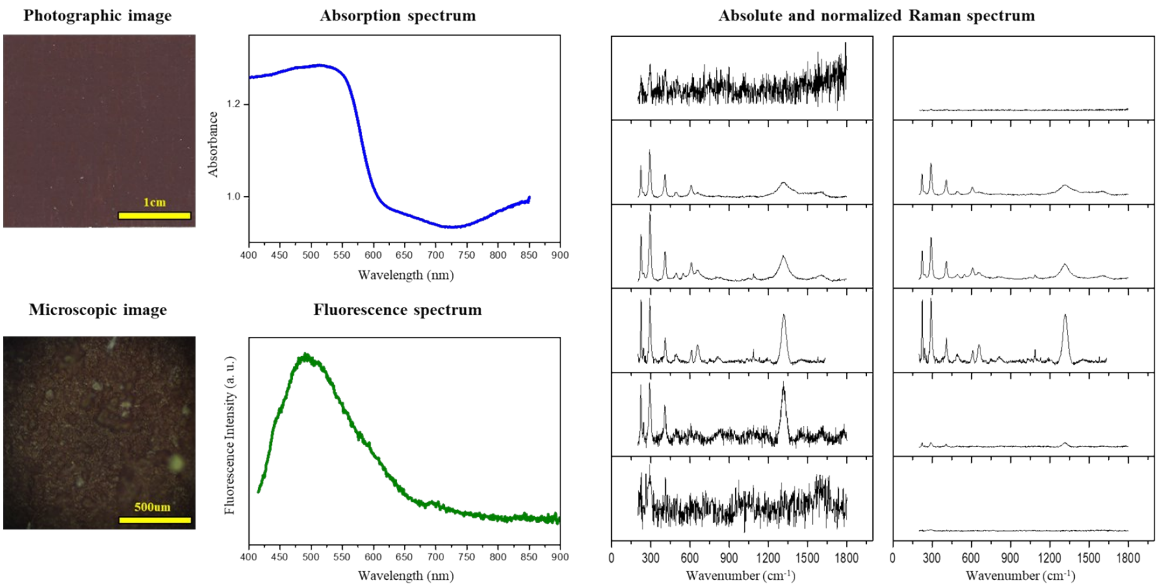 Photographic image
Absorption spectrum
Absolute and normalized Raman spectrum
1cm
Absorbance
1.2
1.0
400 450 500 550 600 650 700 750 800 850 900
Wavelength (nm)
Microscopic image
Fluorescence spectrum
500um
Fluorescence Intensity (a. u.)
400 450 500 550 600 650 700 750 800 850 900
Wavelength (nm)
0 300 600 900 1200 1500 1800
Wavenumber (cm-1)
0 300 600 900 1200 1500 1800
Wavenumber (cm-1)